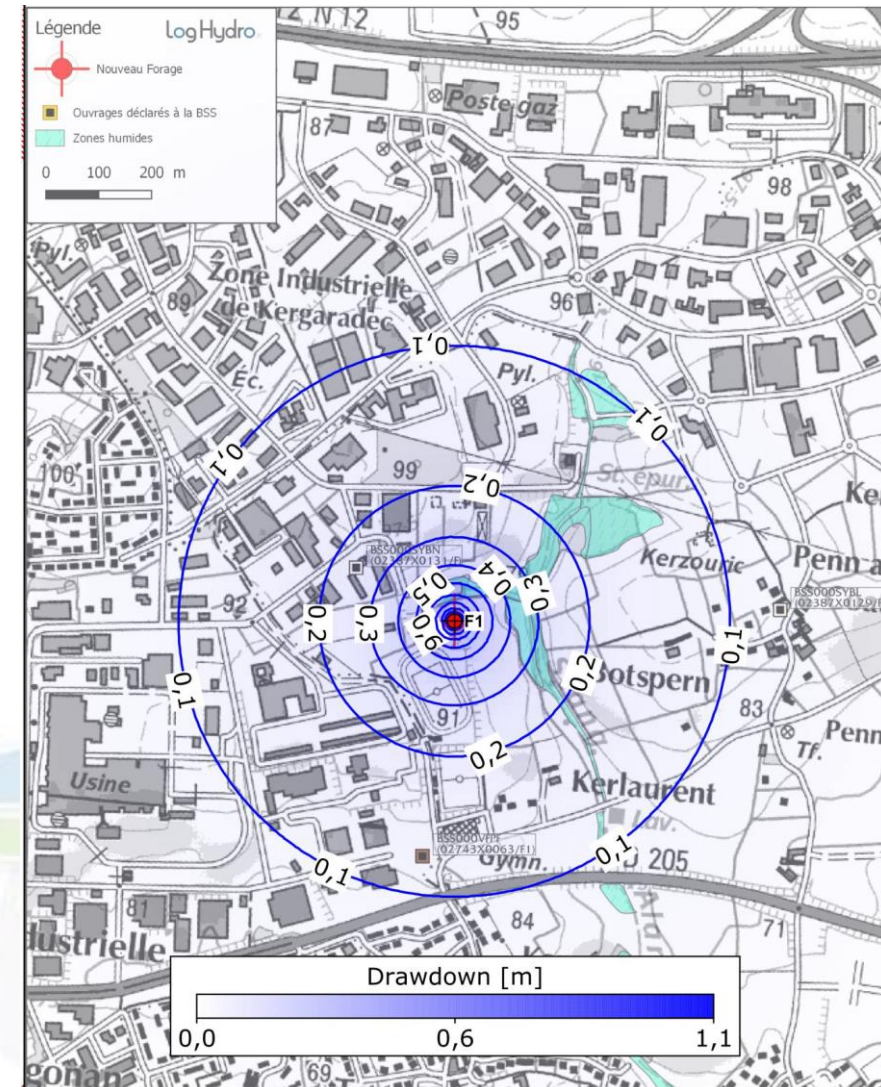 Légende
LogHydro
Nouveau Forage
Ouvrages déclarés à la BSS
Zones humides
0 100 200 m
N 12
95
Poste gaz
87
98
Pyl.
Zone Industrielle
de Kergaradec
89
96
0,1
Éc.
Pyl.
0,1
0,1
100
99
0,2
St. épur.
Ke
Kerzouric
Penn a
BSS000SYBN
(02387X0131/F)
0,5
0,4
0,3
BSS000SYBL
(02387X0129/F
92
0,2
0,3
0,6
F1
0,1
0,2
Botspern
0,1
91
83
Penn
Tf.
0,2
Usine
Kerlaurent
Lav.
BSS000VFPF
(02743X0063/F1)
Gymn.
0,1
0,1
D 205
81
84
71
dustrielle
Drawdown [m]
0,0 0,6 1,1
gonan
69